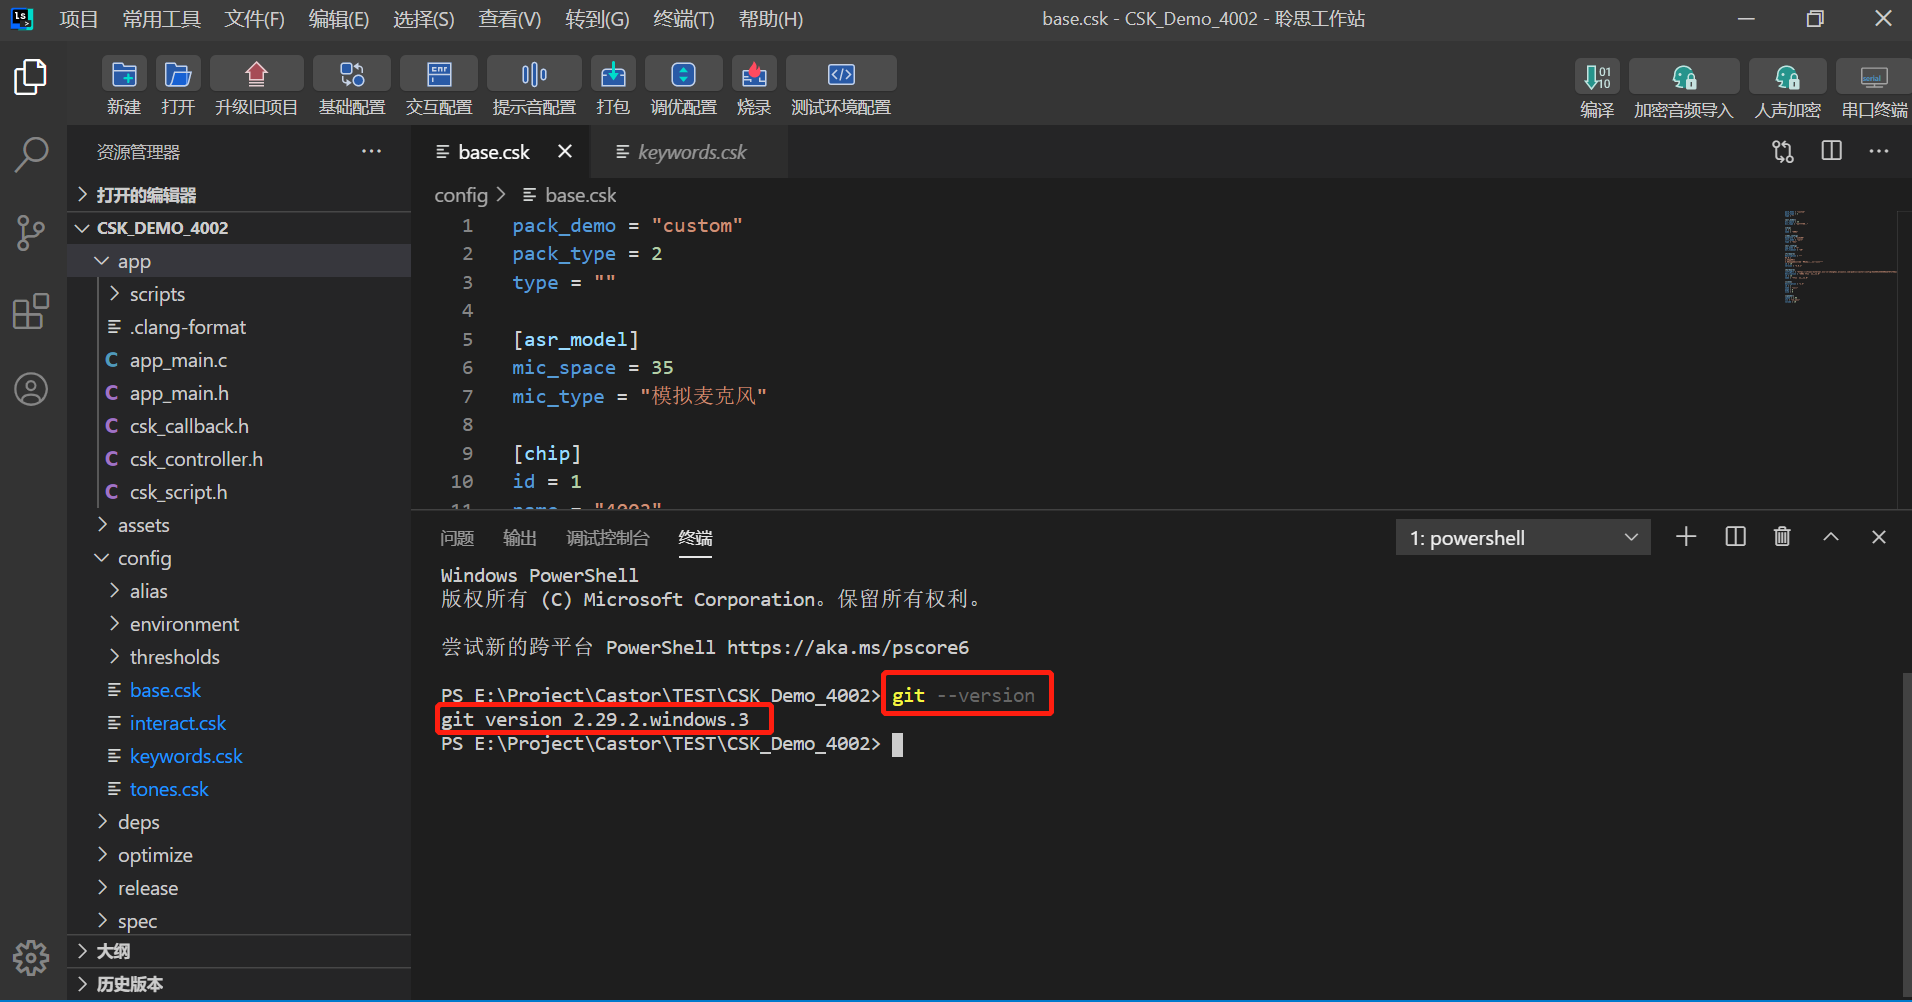 项目 常用工具 文件(F) 编辑(E) 选择(S) 查看(V) 转到(G) 终端(T) 帮助(H) base.csk - CSK_Demo_4002 - 聆思工作站
新建 打开 升级旧项目 基础配置 交互配置 提示音配置 打包 调优配置 烧录 测试环境配置 编译 加密音频导入 人声加密 串口终端
资源管理器
打开的编辑器
CSK_DEMO_4002
app
scripts
.clang-format
app_main.c
app_main.h
csk_callback.h
csk_controller.h
csk_script.h
assets
config
alias
environment
thresholds
base.csk
interact.csk
keywords.csk
tones.csk
deps
optimize
release
spec
大纲
历史版本
base.csk keywords.csk
config base.csk
1 pack_demo = "custom"
2 pack_type = 2
3 type = ""
4
5 [asr_model]
6 mic_space = 35
7 mic_type = "模拟麦克风"
8
9 [chip]
10 id = 1
11 name = "4002"
问题 输出 调试控制台 终端 1: powershell
Windows PowerShell
版权所有 (C) Microsoft Corporation。保留所有权利。
尝试新的跨平台 PowerShell https://aka.ms/pscore6
PS E:\Project\Castor\TEST\CSK_Demo_4002> git --version
git version 2.29.2.windows.3
PS E:\Project\Castor\TEST\CSK_Demo_4002>